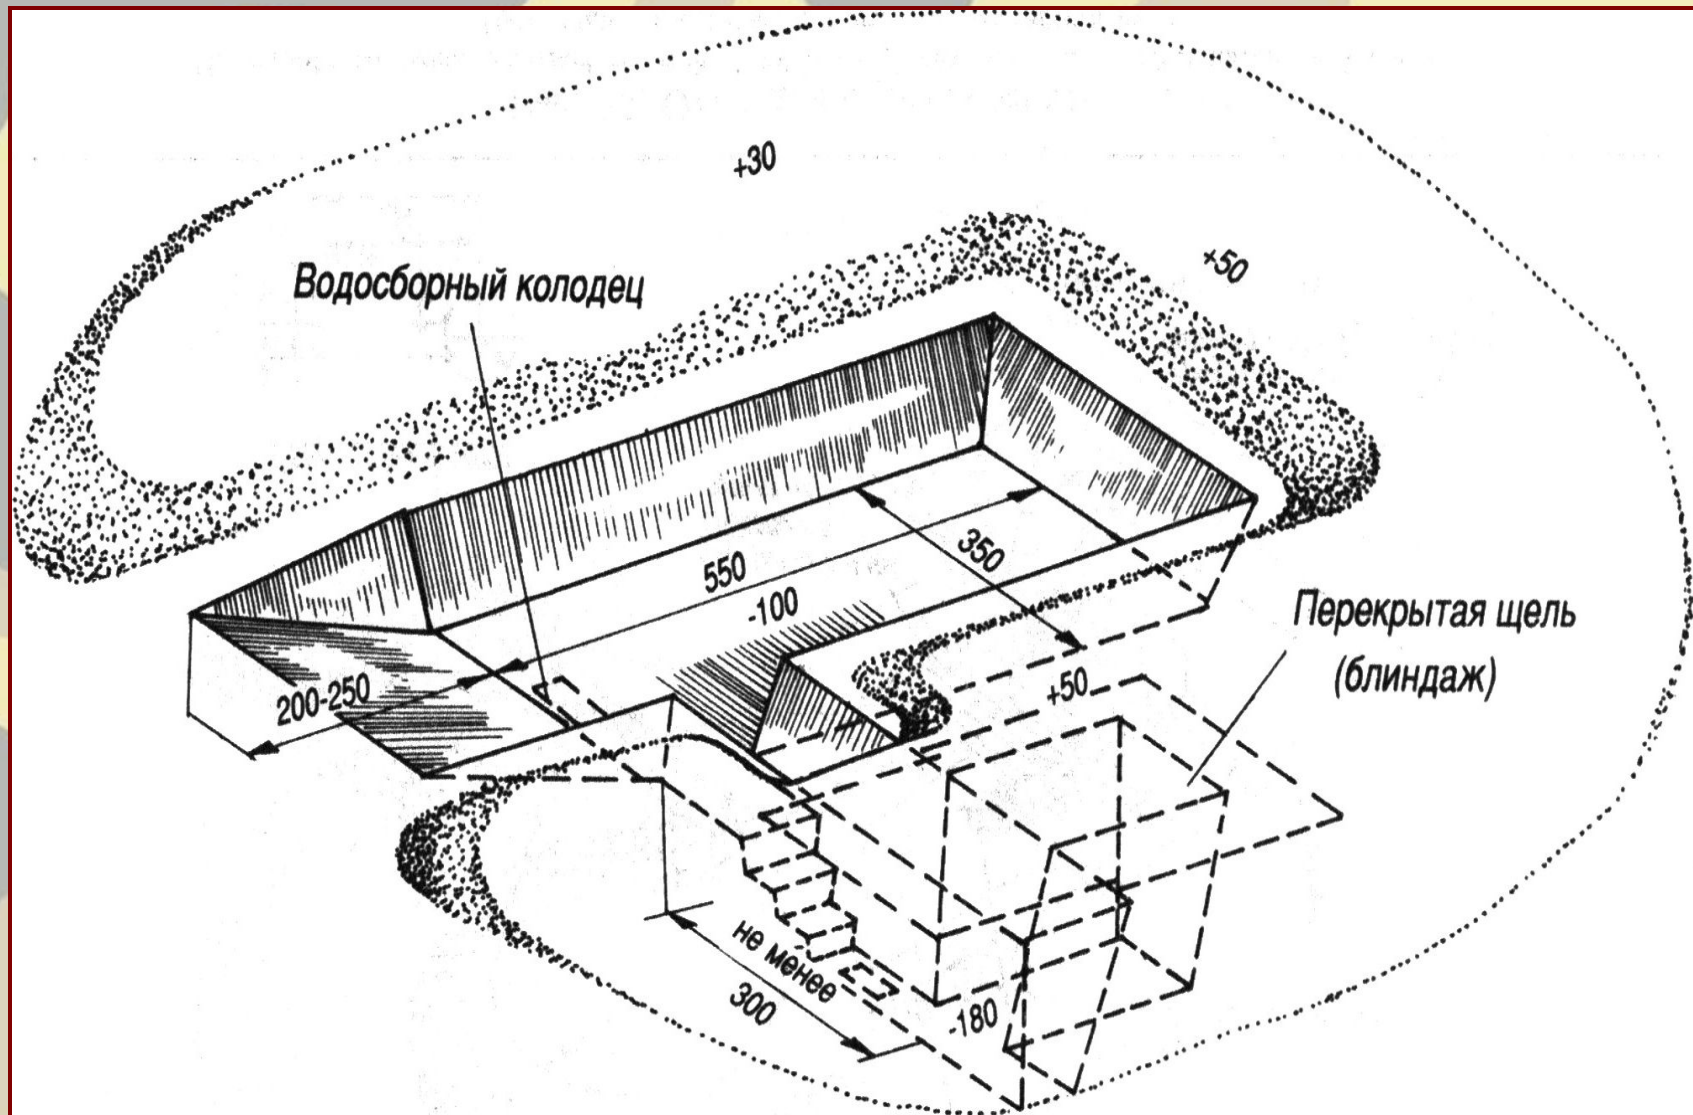 +30
+50
Водосборный колодец
550
350
-100
Перекрытая щель
(блиндаж)
200-250
+50
не менее
300
-180